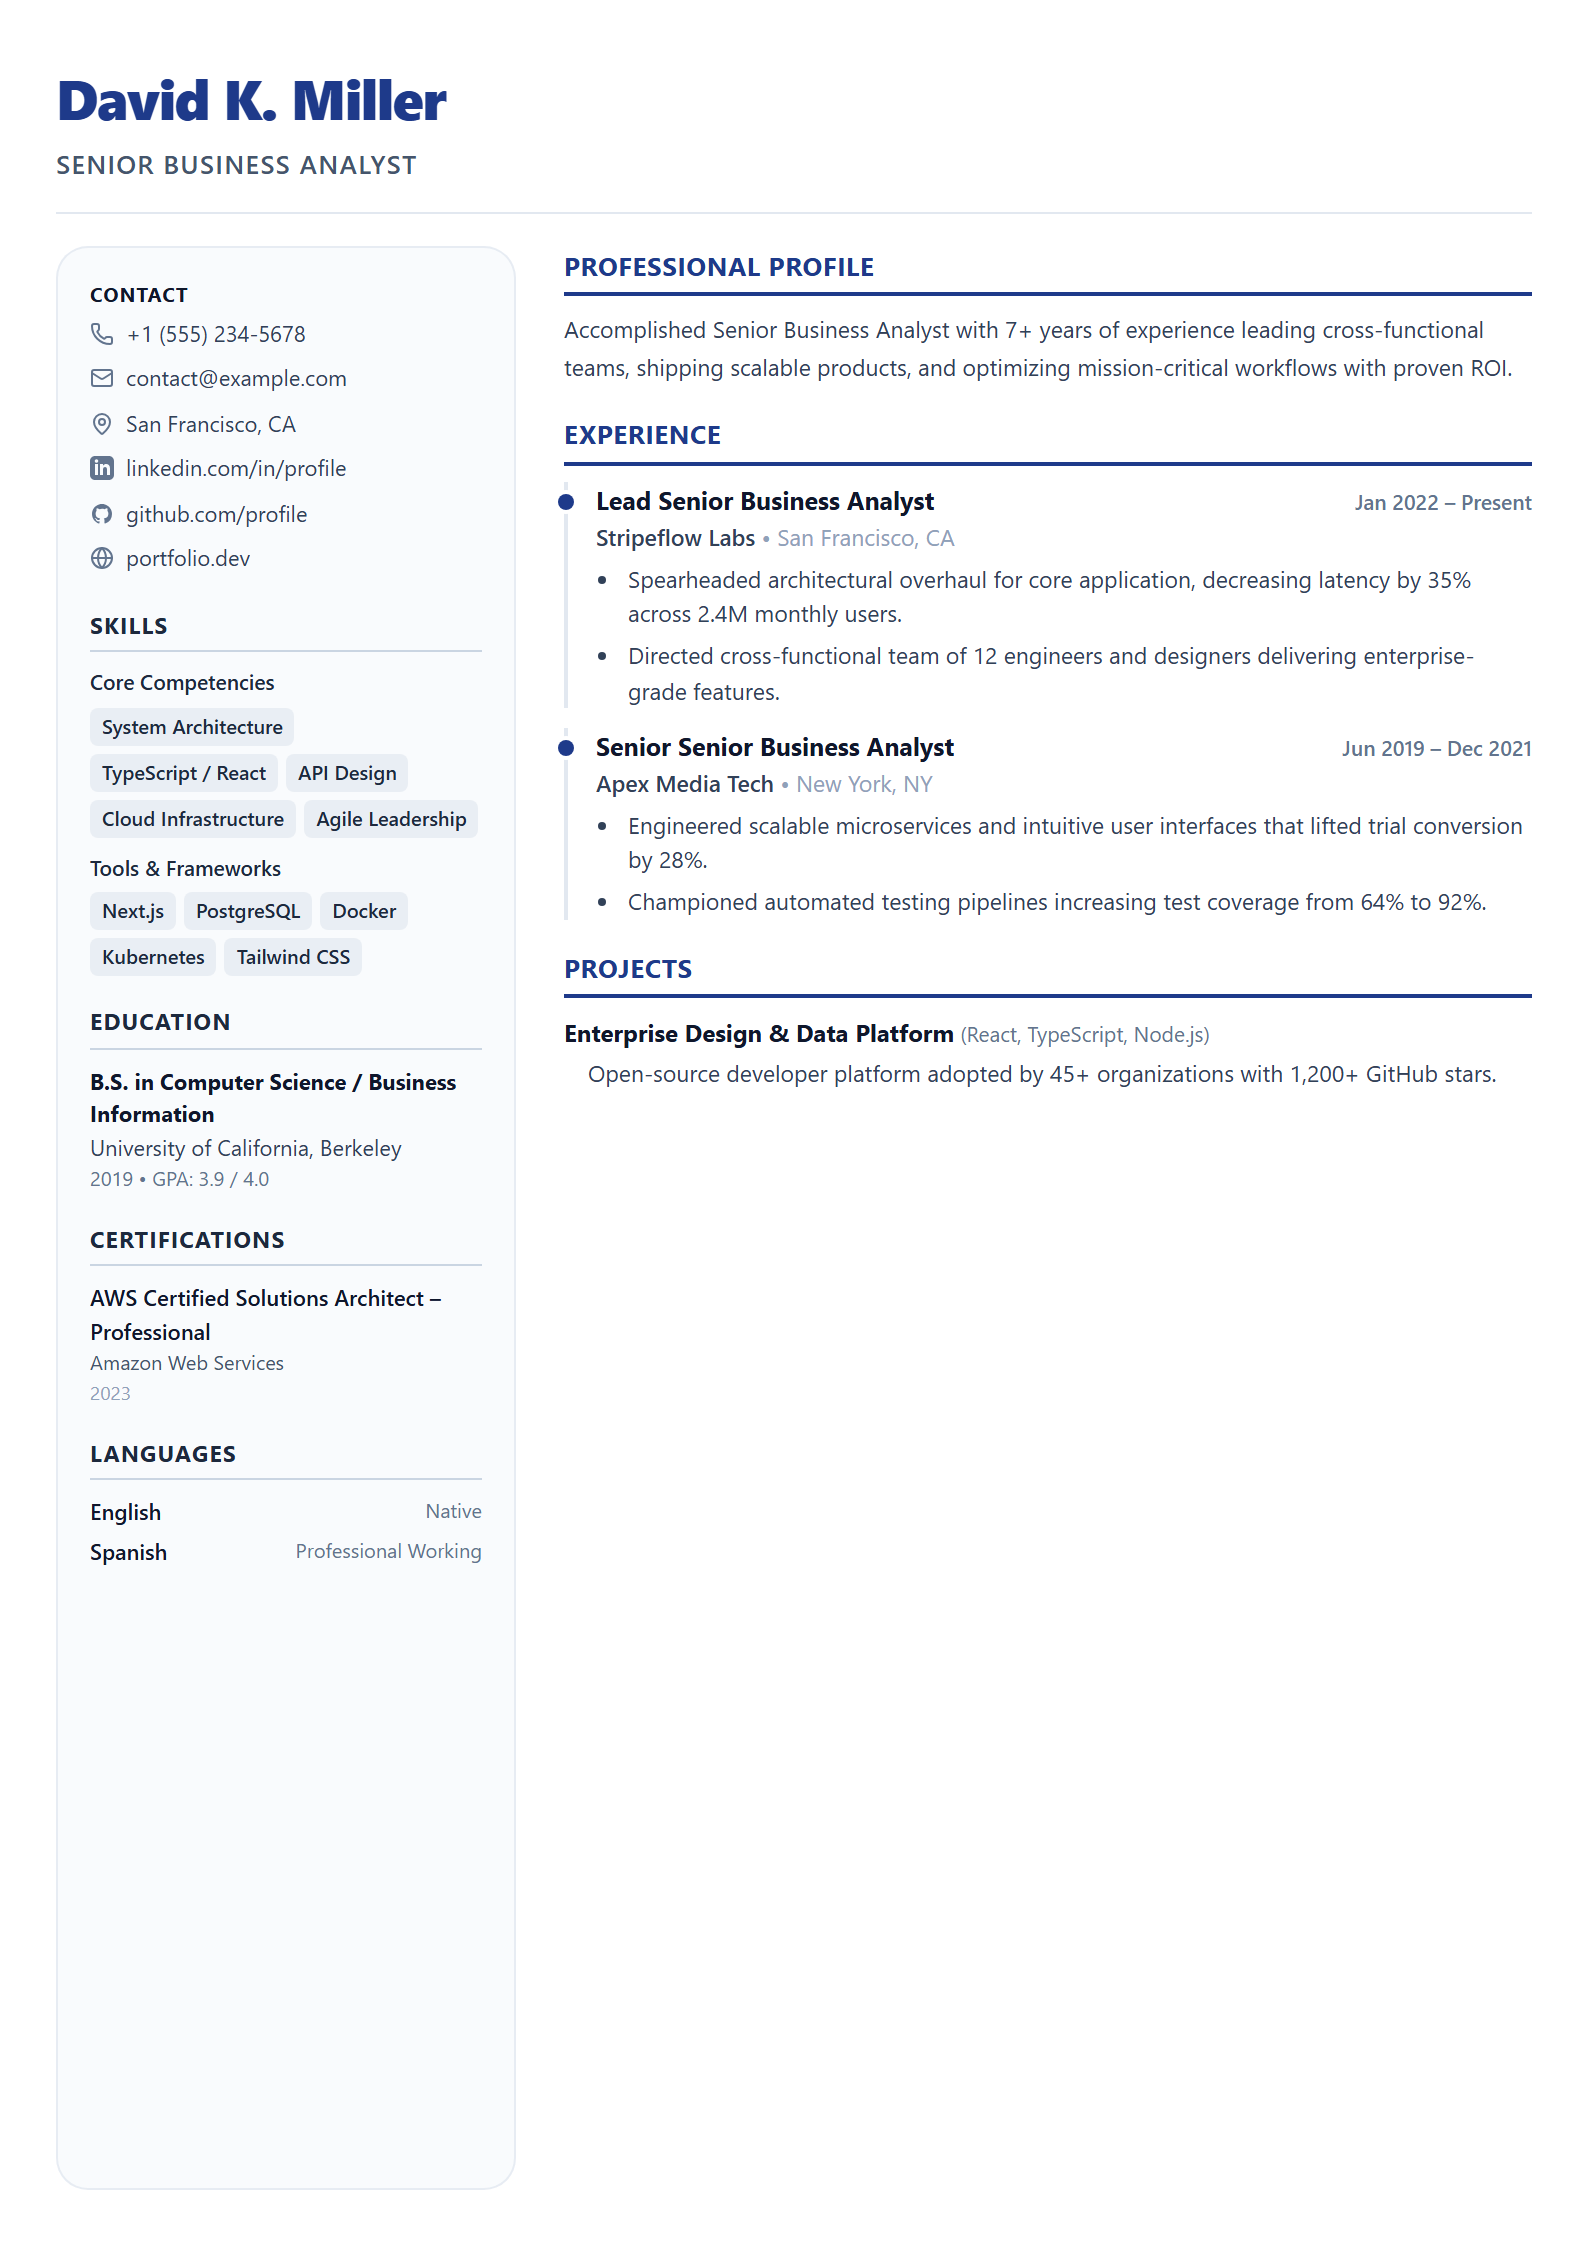 David K. Miller
SENIOR BUSINESS ANALYST
CONTACT
+1 (555) 234-5678
contact@example.com
San Francisco, CA
linkedin.com/in/profile
github.com/profile
portfolio.dev
SKILLS
Core Competencies
System Architecture
TypeScript / React API Design
Cloud Infrastructure Agile Leadership
Tools & Frameworks
Next.js PostgreSQL Docker
Kubernetes Tailwind CSS
EDUCATION
B.S. in Computer Science / Business
Information
University of California, Berkeley
2019 • GPA: 3.9 / 4.0
CERTIFICATIONS
AWS Certified Solutions Architect –
Professional
Amazon Web Services
2023
LANGUAGES
English Native
Spanish Professional Working
PROFESSIONAL PROFILE
Accomplished Senior Business Analyst with 7+ years of experience leading cross-functional
teams, shipping scalable products, and optimizing mission-critical workflows with proven ROI.
EXPERIENCE
Lead Senior Business Analyst Jan 2022 – Present
Stripeflow Labs • San Francisco, CA
• Spearheaded architectural overhaul for core application, decreasing latency by 35%
across 2.4M monthly users.
• Directed cross-functional team of 12 engineers and designers delivering enterprise-
grade features.
Senior Senior Business Analyst Jun 2019 – Dec 2021
Apex Media Tech • New York, NY
• Engineered scalable microservices and intuitive user interfaces that lifted trial conversion
by 28%.
• Championed automated testing pipelines increasing test coverage from 64% to 92%.
PROJECTS
Enterprise Design & Data Platform (React, TypeScript, Node.js)
Open-source developer platform adopted by 45+ organizations with 1,200+ GitHub stars.